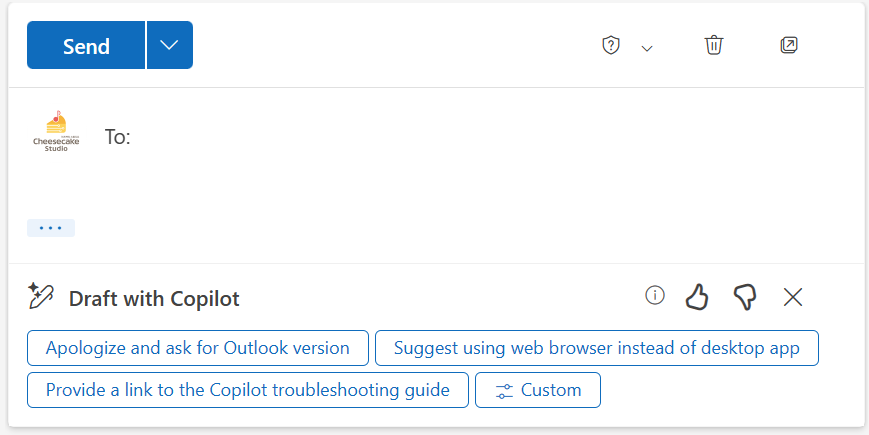 Send
Cheesecake
Studio
To:
Draft with Copilot
Apologize and ask for Outlook version
Suggest using web browser instead of desktop app
Provide a link to the Copilot troubleshooting guide
Custom